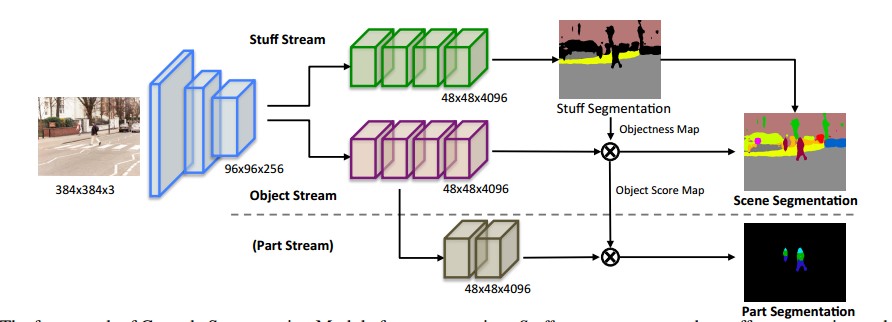 Stuff Stream
48x48x4096
Stuff Segmentation
Objectness Map
384x384x3
96x96x256
Object Stream
48x48x4096
Object Score Map
Scene Segmentation
(Part Stream)
48x48x4096
Part Segmentation